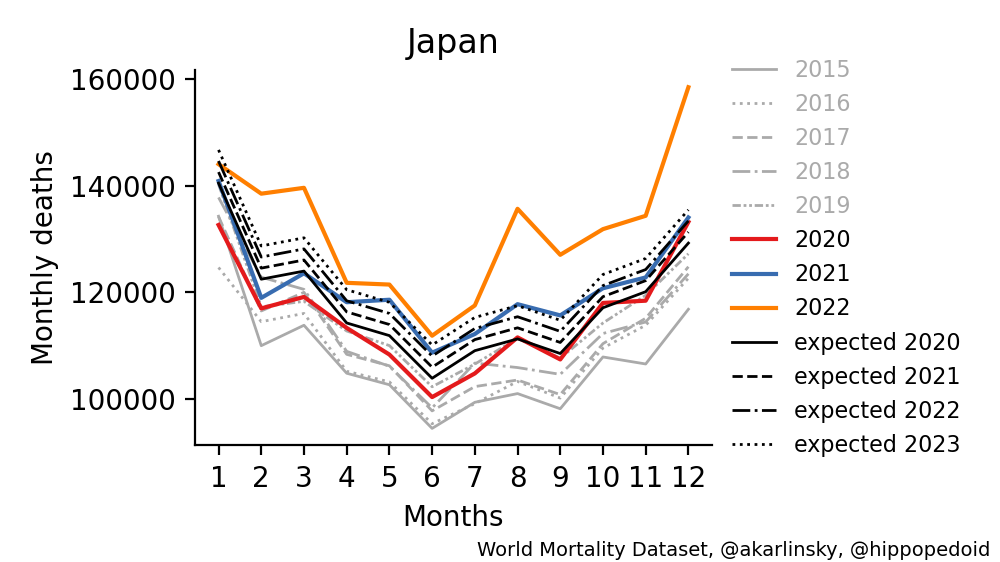 Japan
160000
140000
120000
100000
Monthly deaths
1 2 3 4 5 6 7 8 9 10 11 12
Months
2015
2016
2017
2018
2019
2020
2021
2022
expected 2020
expected 2021
expected 2022
expected 2023
World Mortality Dataset, @akarlinsky, @hippopedoid